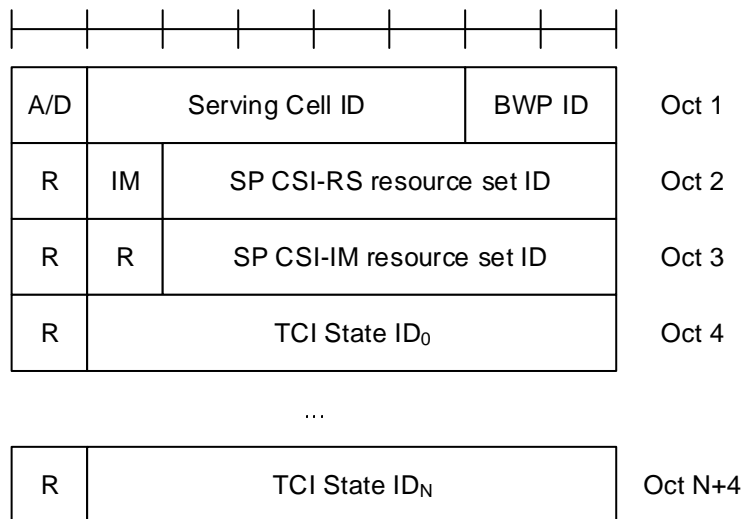 A/D Serving Cell ID BWP ID Oct 1
R IM SP CSI-RS resource set ID Oct 2
R R SP CSI-IM resource set ID Oct 3
R TCI State ID₀ Oct 4
...
R TCI State IDN Oct N+4